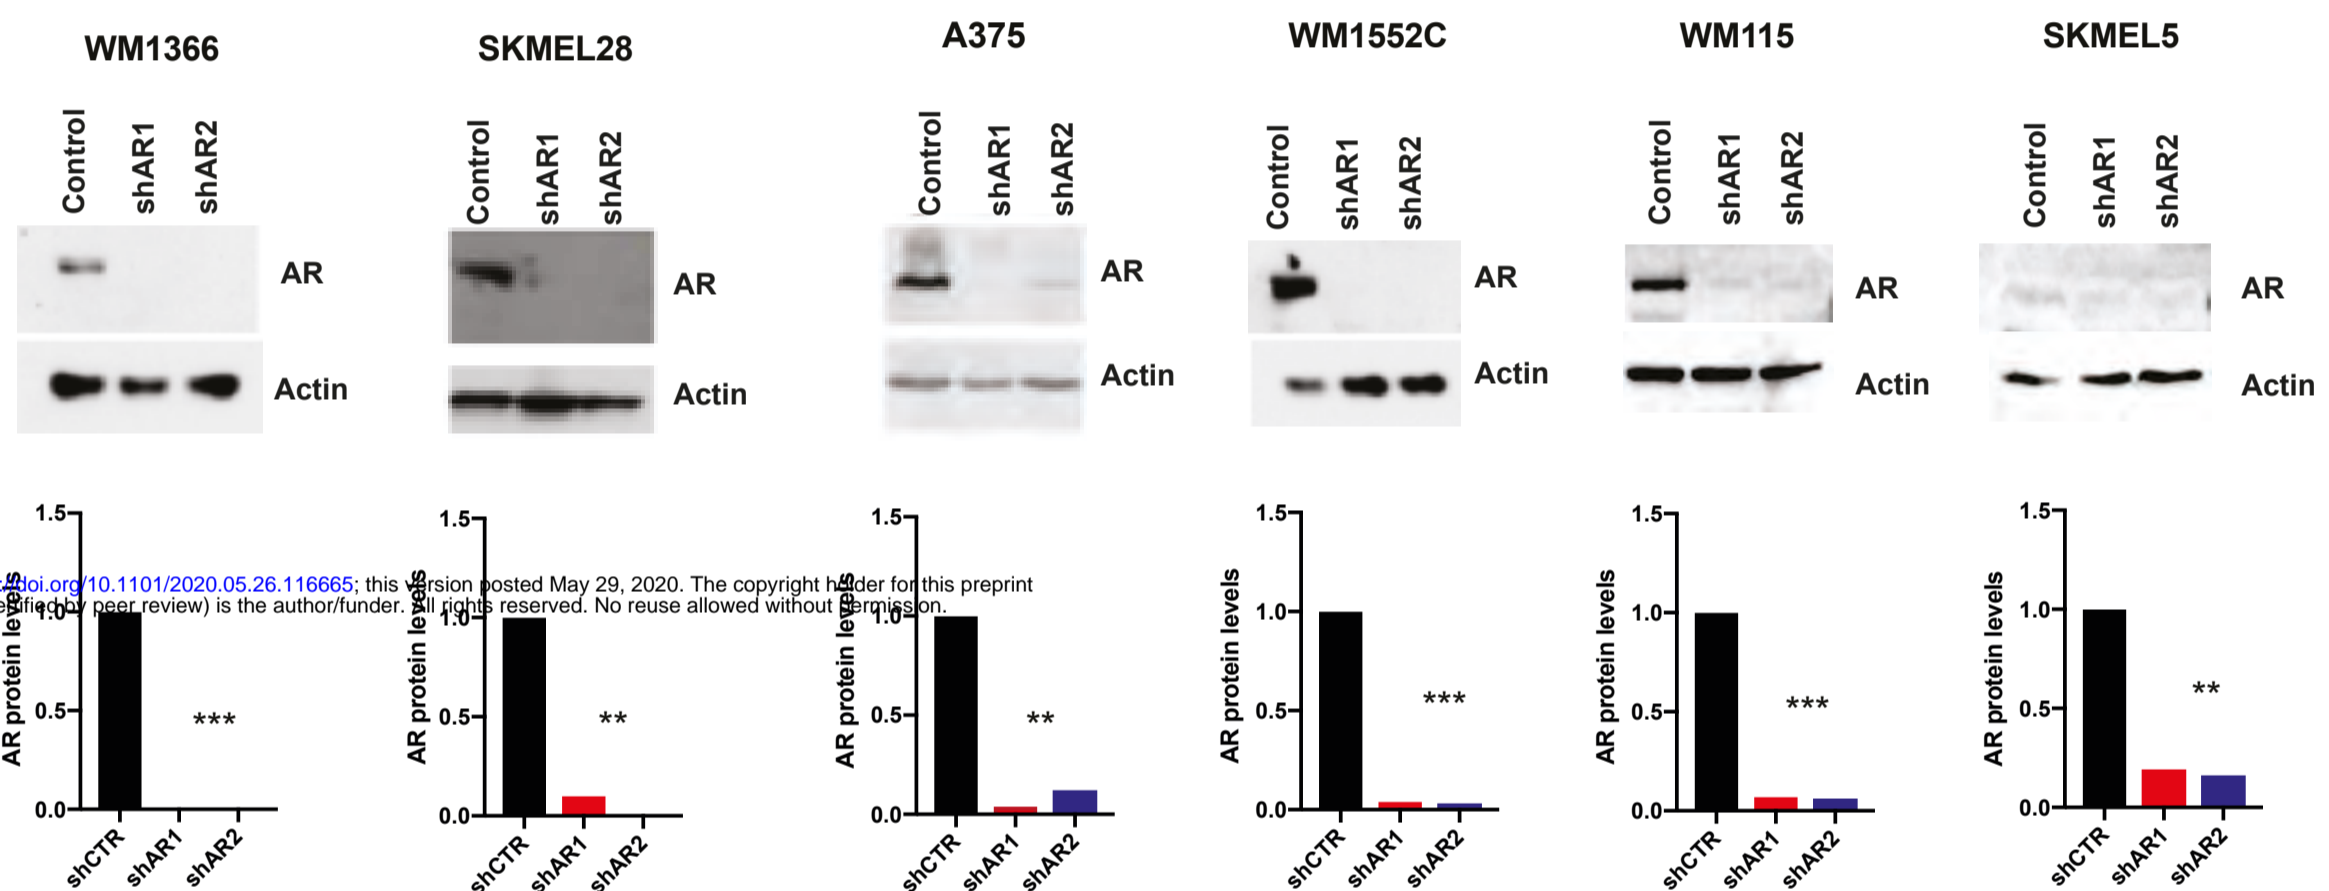 WM1366
SKMEL28
A375
WM1552C
WM115
SKMEL5
Control
shAR1
shAR2
AR
Actin
Control
shAR1
shAR2
AR
Actin
Control
shAR1
shAR2
AR
Actin
Control
shAR1
shAR2
AR
Actin
Control
shAR1
shAR2
AR
Actin
Control
shAR1
shAR2
AR
Actin
doi.org/10.1101/2020.05.26.116665; this version posted May 29, 2020. The copyright holder for this preprint
by peer review) is the author/funder. All rights reserved. No reuse allowed without permission.
AR protein levels
1.5
1.0
0.5
0.0
***
shCTR
shAR1
shAR2
AR protein levels
1.5
1.0
0.5
0.0
**
shCTR
shAR1
shAR2
AR protein levels
1.5
1.0
0.5
0.0
**
shCTR
shAR1
shAR2
AR protein levels
1.5
1.0
0.5
0.0
***
shCTR
shAR1
shAR2
AR protein levels
1.5
1.0
0.5
0.0
***
shCTR
shAR1
shAR2
AR protein levels
1.5
1.0
0.5
0.0
**
shCTR
shAR1
shAR2